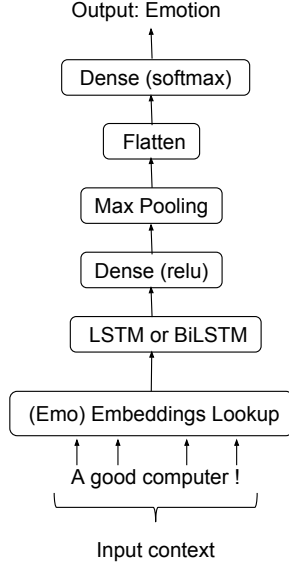 Output: Emotion
Dense (softmax)
Flatten
Max Pooling
Dense (relu)
LSTM or BiLSTM
(Emo) Embeddings Lookup
A good computer !
Input context